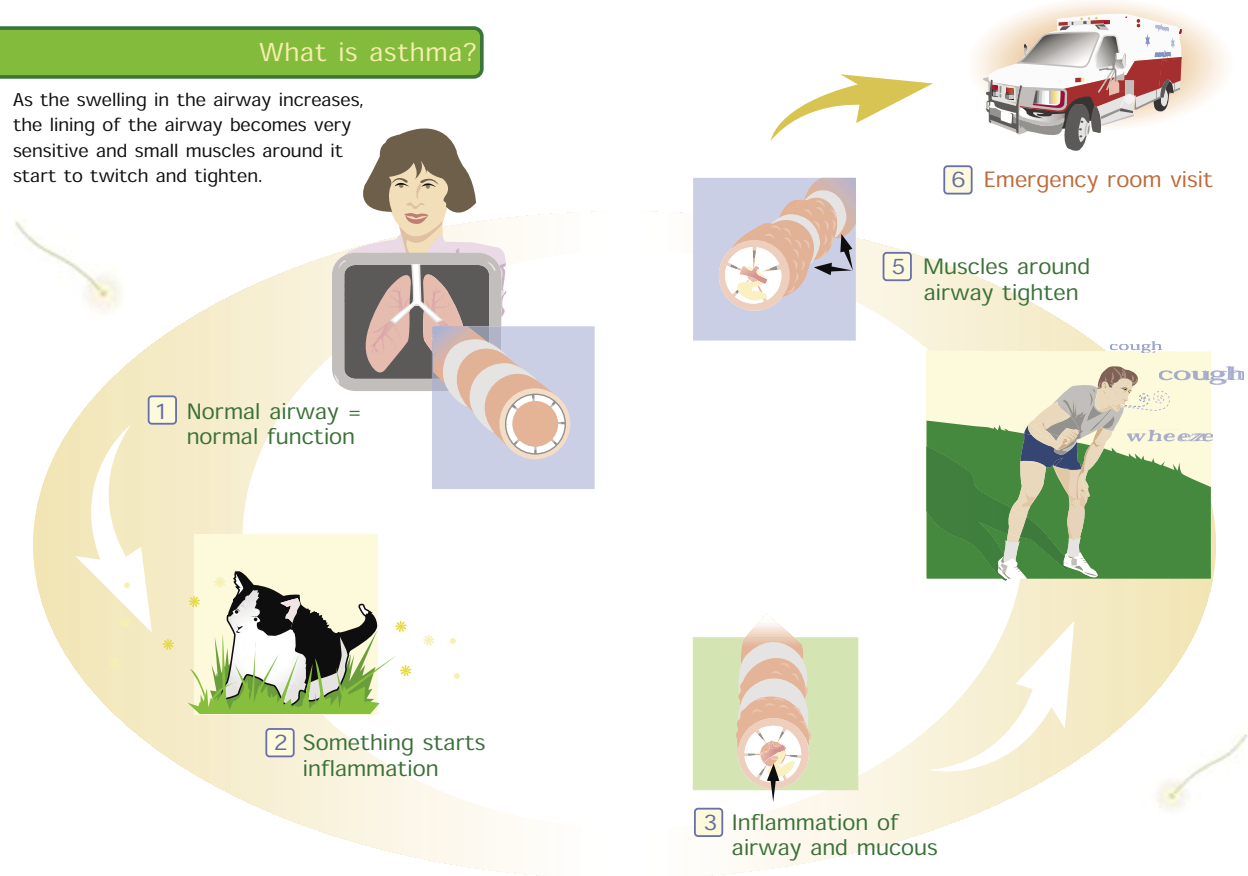 What is asthma?
As the swelling in the airway increases,
the lining of the airway becomes very
sensitive and small muscles around it
start to twitch and tighten.
1 Normal airway =
normal function
2 Something starts
inflammation
3 Inflammation of
airway and mucous
cough
cough
wheeze
5 Muscles around
airway tighten
6 Emergency room visit